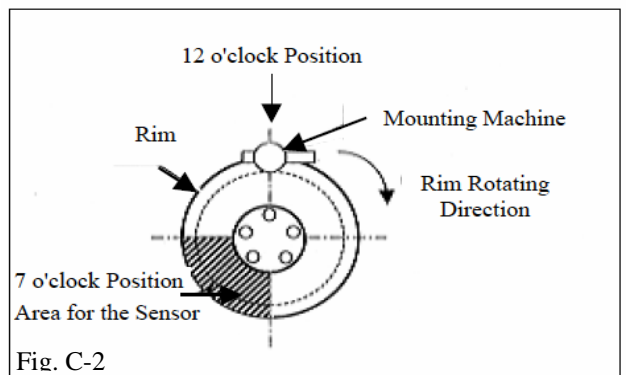 12 o'clock Position
Mounting Machine
Rim
Rim Rotating
Direction
7 o'clock Position
Area for the Sensor
Fig. C-2